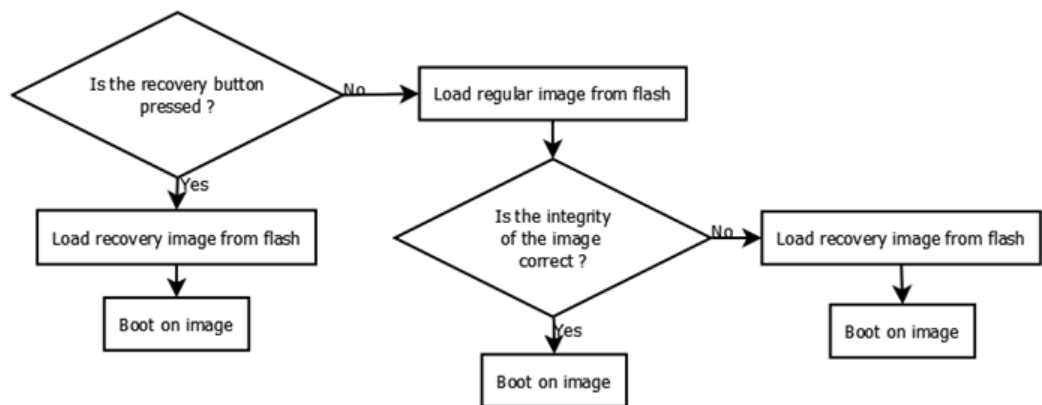 Is the recovery button
pressed ?
No
Load regular image from flash
Yes
Load recovery image from flash
Boot on image
Is the integrity
of the image
correct ?
No
Load recovery image from flash
Boot on image
Yes
Boot on image